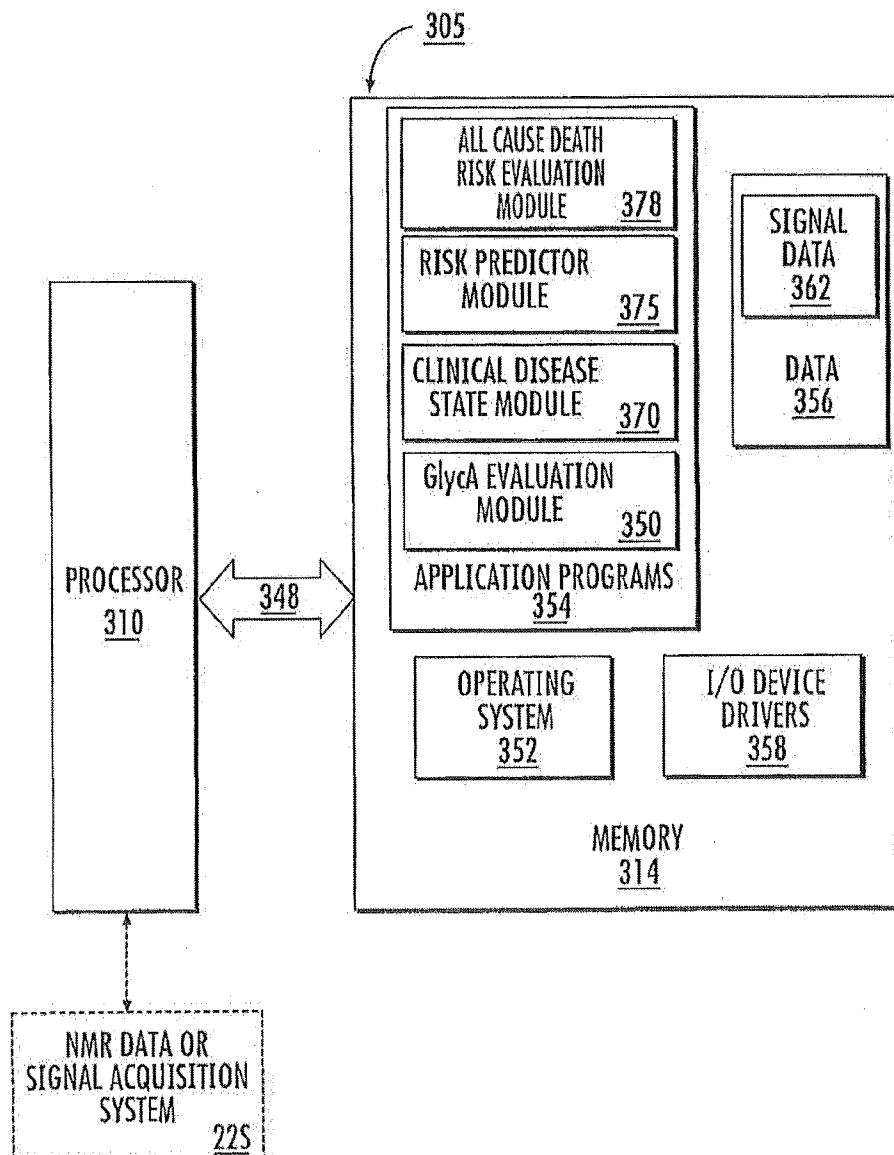 305
ALL CAUSE DEATH
RISK EVALUATION
MODULE
378
RISK PREDICTOR
MODULE
375
CLINICAL DISEASE
STATE MODULE
370
GlycA EVALUATION
MODULE
350
APPLICATION PROGRAMS
354
SIGNAL
DATA
362
DATA
356
PROCESSOR
310
348
OPERATING
SYSTEM
352
I/O DEVICE
DRIVERS
358
MEMORY
314
NMR DATA OR
SIGNAL ACQUISITION
SYSTEM
22S